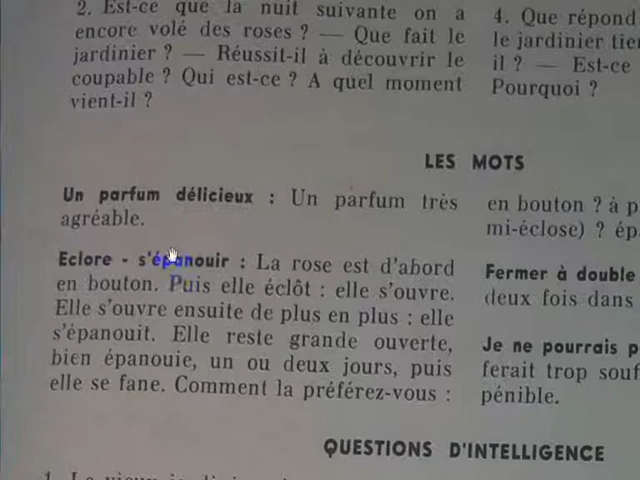 2. Est-ce que la nuit suivante on a
encore volé des roses ? — Que fait le
jardinier ? — Réussit-il à découvrir le
coupable ? Qui est-ce ? A quel moment
vient-il ?
4. Que répond
le jardinier
il ? — Est-ce
Pourquoi ?
LES MOTS
Un parfum délicieux : Un parfum très
agréable.
Eclore - s'épanouir : La rose est d'abord
en bouton. Puis elle éclôt : elle s'ouvre.
Elle s'ouvre ensuite de plus en plus : elle
s'épanouit. Elle reste grande ouverte,
bien épanouie, un ou deux jours, puis
elle se fane. Comment la préférez-vous :
en bouton ? à
mi-éclose) ?
Fermer à double
deux fois dans
Je ne pourrais
ferait trop
pénible.
QUESTIONS D'INTELLIGENCE